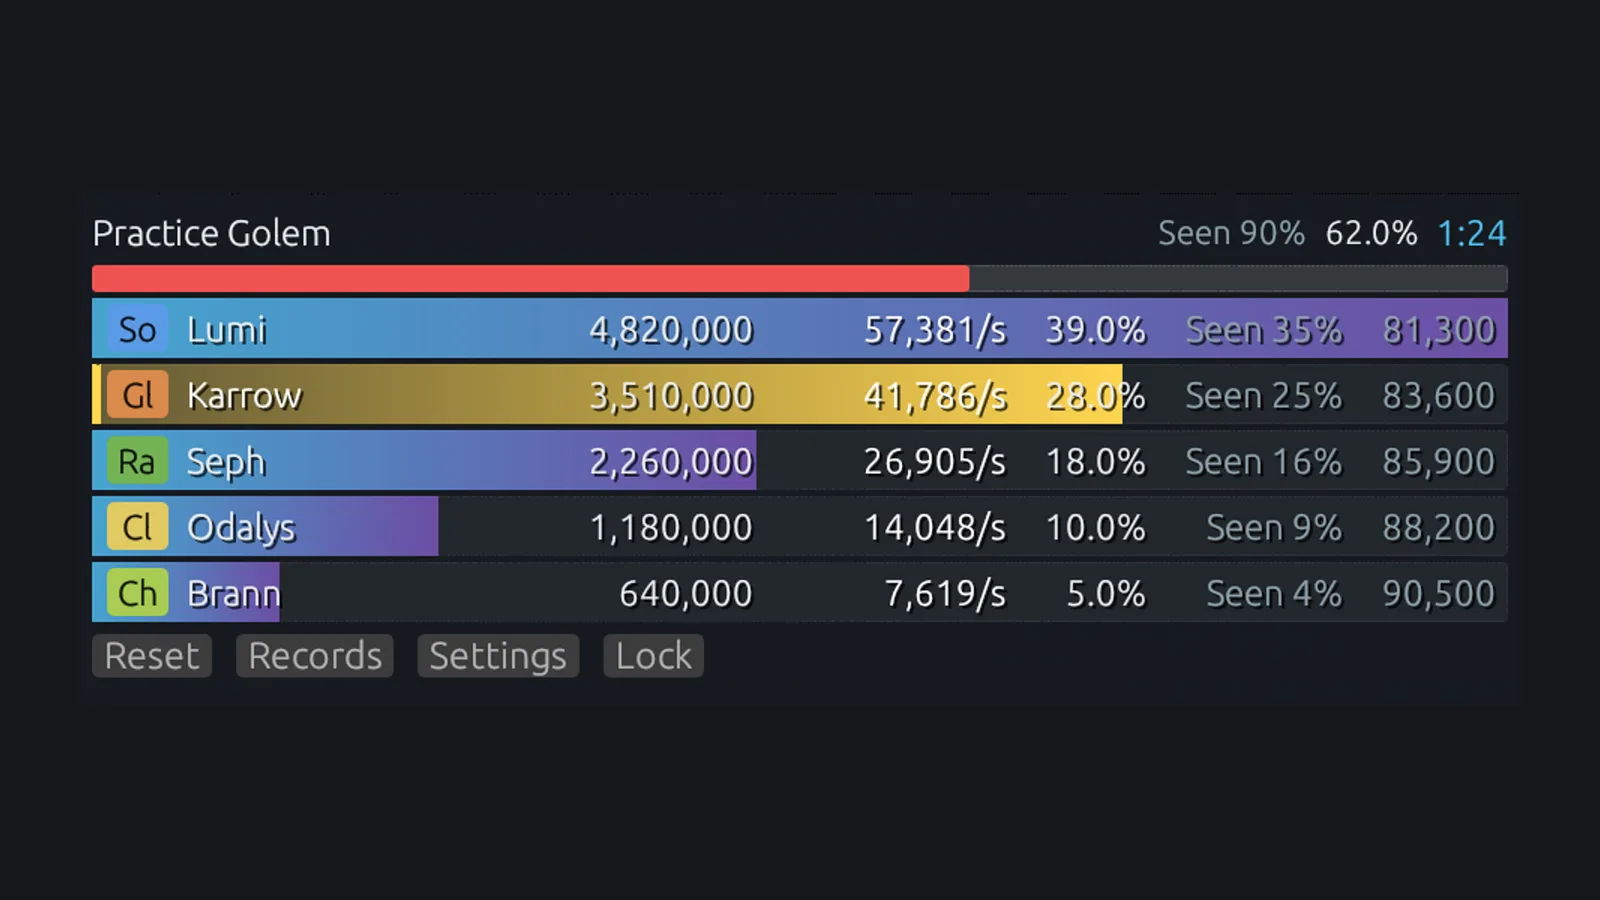 Practice Golem Seen 90% 62.0% 1:24
So Lumi 4,820,000 57,381/s 39.0% Seen 35% 81,300
Gl Karrow 3,510,000 41,786/s 28.0% Seen 25% 83,600
Ra Seph 2,260,000 26,905/s 18.0% Seen 16% 85,900
Cl Odalys 1,180,000 14,048/s 10.0% Seen 9% 88,200
Ch Brann 640,000 7,619/s 5.0% Seen 4% 90,500
Reset Records Settings Lock